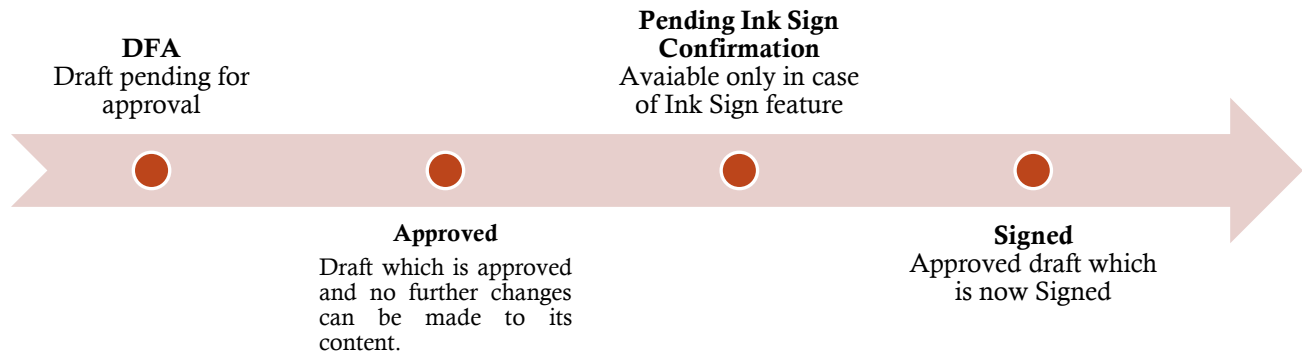 DFA
Draft pending for
approval
Approved
Draft which is approved
and no further changes
can be made to its
content.
Pending Ink Sign
Confirmation
Avaiable only in case
of Ink Sign feature
Signed
Approved draft which
is now Signed